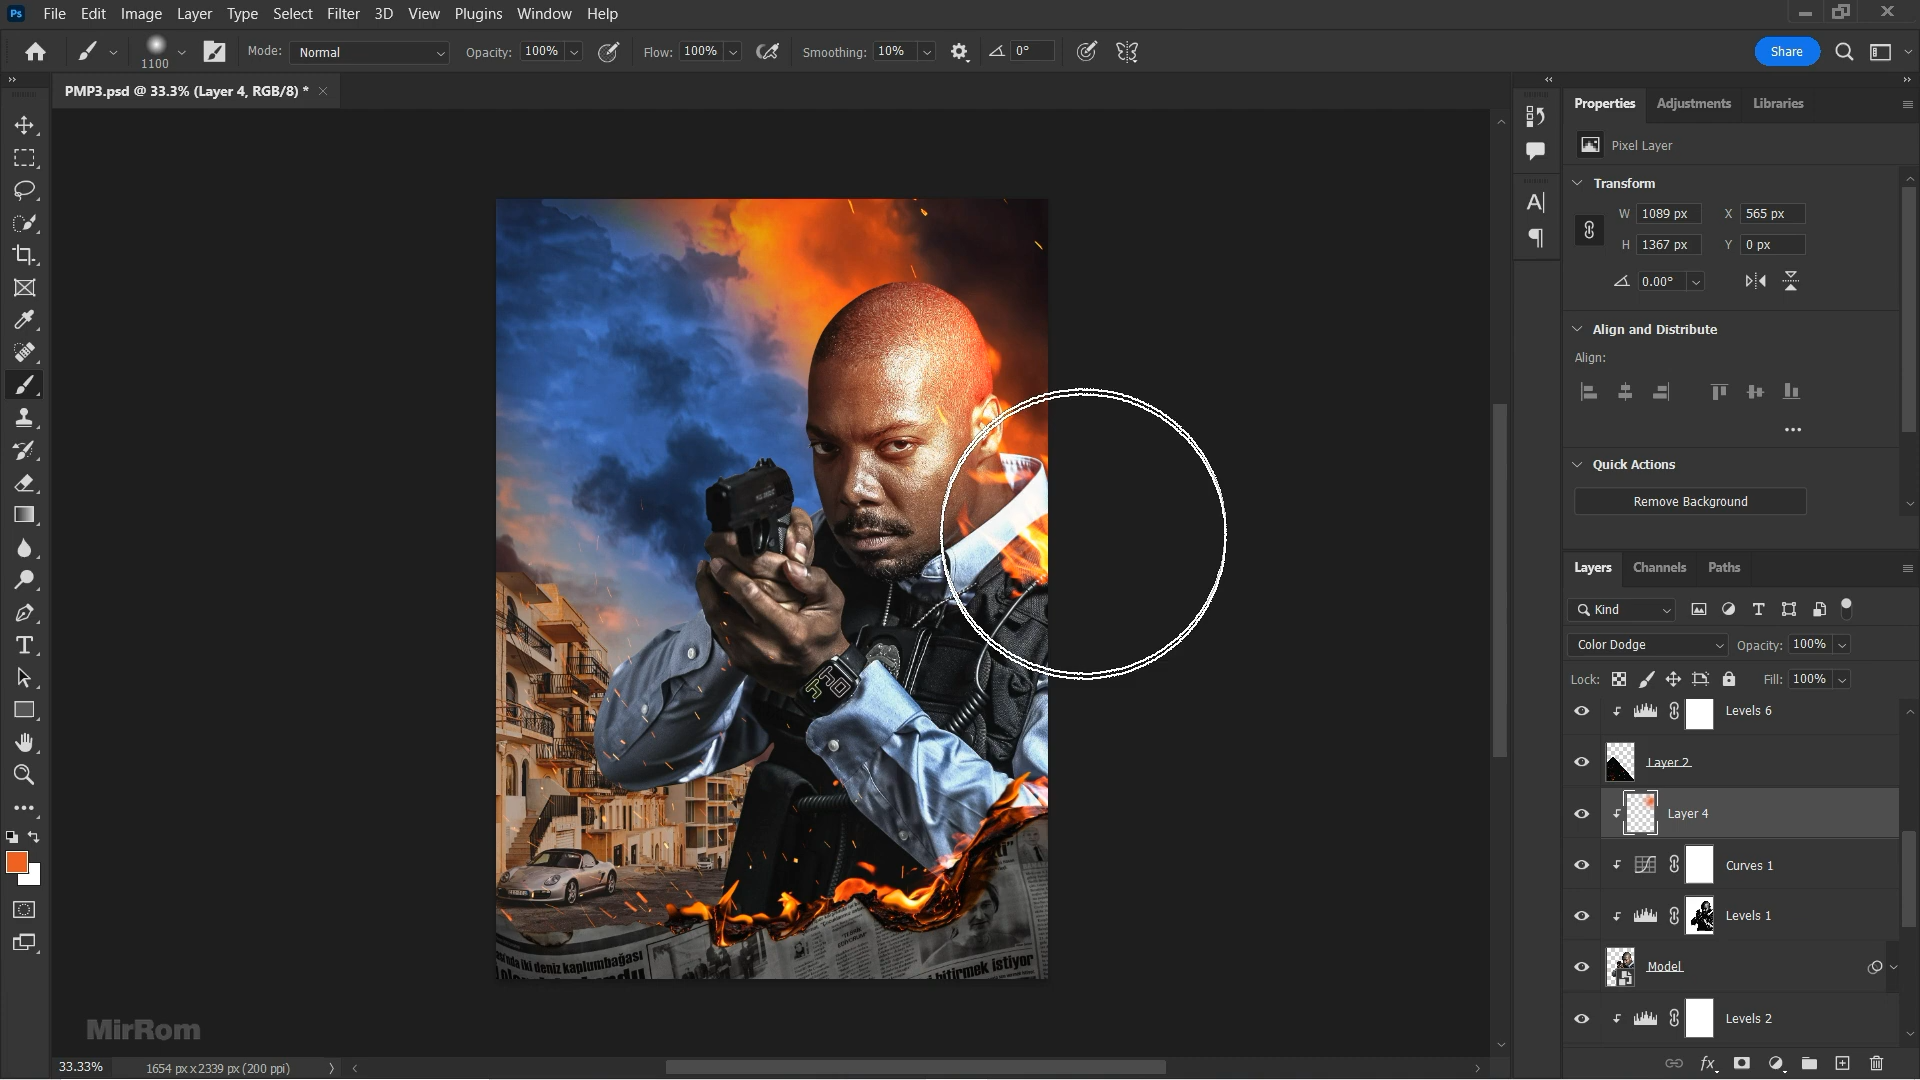 Ps File Edit Image Layer Type Select Filter 3D View Plugins Window Help
1100 Mode: Normal Opacity: 100% Flow: 100% Smoothing: 10% 0° Share
PMP3.psd @ 33.3% (Layer 4, RGB/8) *
Properties Adjustments Libraries
Pixel Layer
Transform
W 1089 px X 565 px
H 1367 px Y 0 px
0.00°
Align and Distribute
Align:
Quick Actions
Remove Background
Layers Channels Paths
Kind
Color Dodge Opacity: 100%
Lock: Fill: 100%
Levels 6
Layer 2
Layer 4
Curves 1
Levels 1
Model
Levels 2
iki deniz kaplumbağası
bitirmek istiyor
MirRom
33.33% 1654 px x 2339 px (200 ppi)